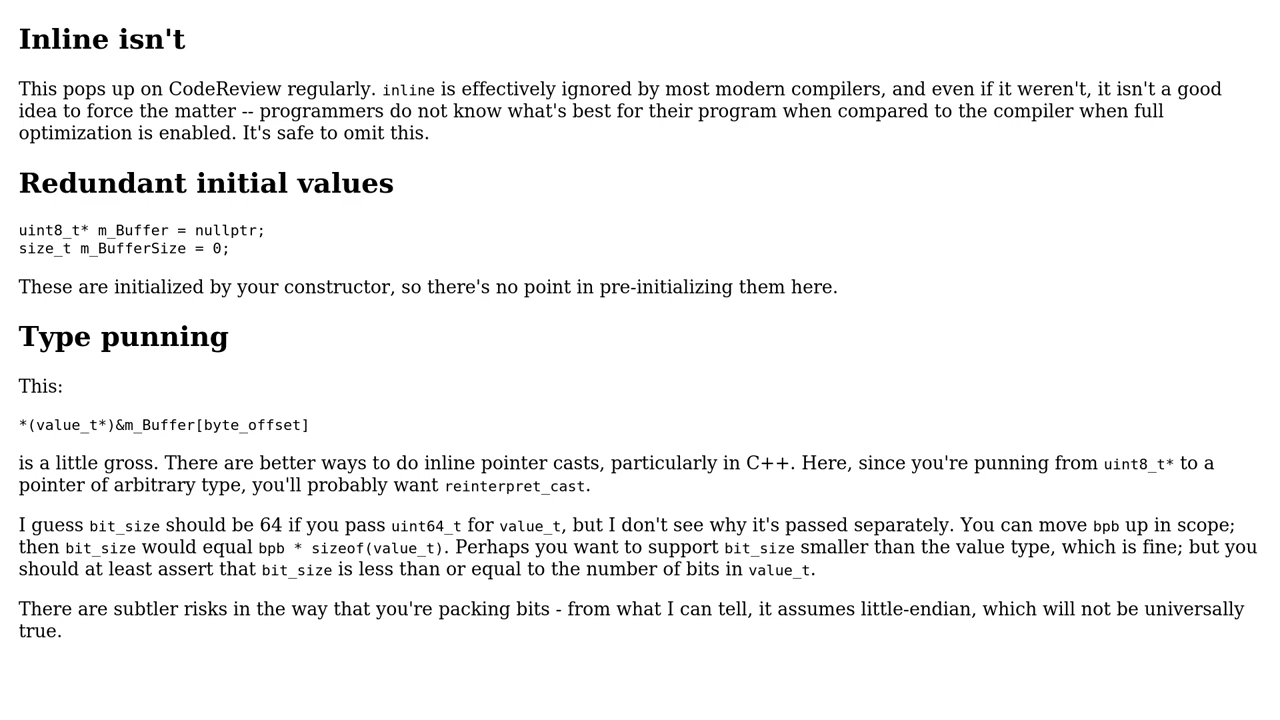 Inline isn't
This pops up on CodeReview regularly. inline is effectively ignored by most modern compilers, and even if it weren't, it isn't a good
idea to force the matter -- programmers do not know what's best for their program when compared to the compiler when full
optimization is enabled. It's safe to omit this.
Redundant initial values
uint8_t* m_Buffer = nullptr;
size_t m_BufferSize = 0;
These are initialized by your constructor, so there's no point in pre-initializing them here.
Type punning
This:
*(value_t*)&m_Buffer[byte_offset]
is a little gross. There are better ways to do inline pointer casts, particularly in C++. Here, since you're punning from uint8_t* to a
pointer of arbitrary type, you'll probably want reinterpret_cast.
I guess bit_size should be 64 if you pass uint64_t for value_t, but I don't see why it's passed separately. You can move bpb up in scope;
then bit_size would equal bpb * sizeof(value_t). Perhaps you want to support bit_size smaller than the value type, which is fine; but you
should at least assert that bit_size is less than or equal to the number of bits in value_t.
There are subtler risks in the way that you're packing bits - from what I can tell, it assumes little-endian, which will not be universally
true.